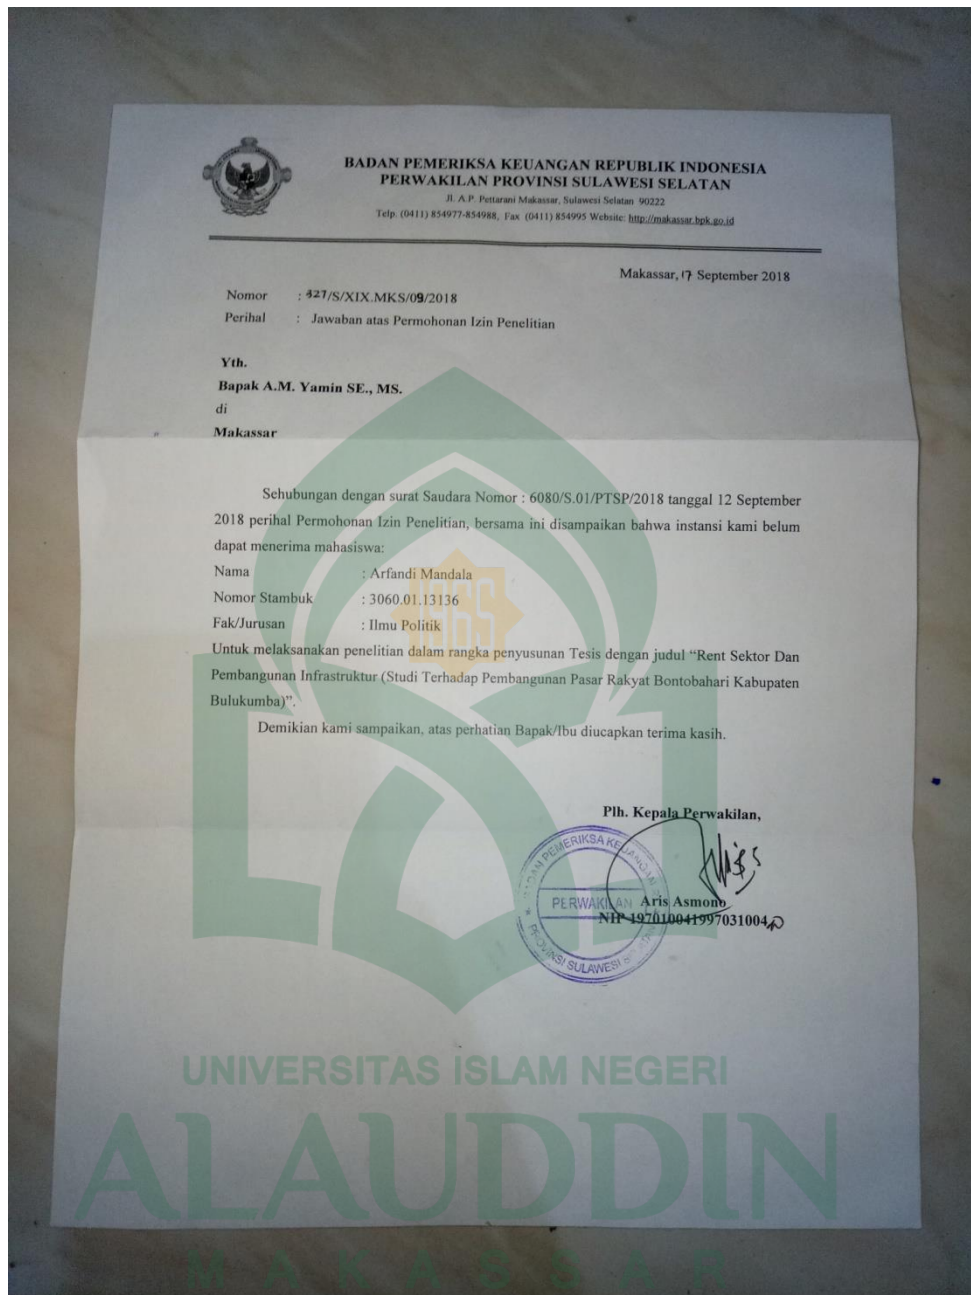 BADAN PEMERIKSA KEUANGAN REPUBLIK INDONESIA
PERWAKILAN PROVINSI SULAWESI SELATAN
Jl. A.P. Pettarani Makassar, Sulawesi Selatan 90222
Telp. (0411) 854977-854988, Fax (0411) 854995 Website: http://makassar.bpk.go.id
Makassar, 17 September 2018
Nomor : 327/S/XIX.MKS/09/2018
Perihal : Jawaban atas Permohonan Izin Penelitian
Yth.
Bapak A.M. Yamin SE., MS.
di
Makassar
Sehubungan dengan surat Saudara Nomor : 6080/S.01/PTSP/2018 tanggal 12 September
2018 perihal Permohonan Izin Penelitian, bersama ini disampaikan bahwa instansi kami belum
dapat menerima mahasiswa:
Nama : Arfandi Mandala
Nomor Stambuk : 3060.01.13136
Fak/Jurusan : Ilmu Politik
1965
Untuk melaksanakan penelitian dalam rangka penyusunan Tesis dengan judul “Rent Sektor Dan
Pembangunan Infrastruktur (Studi Terhadap Pembangunan Pasar Rakyat Bontobahari Kabupaten
Bulukumba)”.
Demikian kami sampaikan, atas perhatian Bapak/Ibu diucapkan terima kasih.
Plh. Kepala Perwakilan,
BADAN PEMERIKSA KEUANGAN
PERWAKILAN
PROVINSI SULAWESI
Aris Asmono
NIP 197010041997031004
UNIVERSITAS ISLAM NEGERI
ALAUDDIN
MAKASSAR